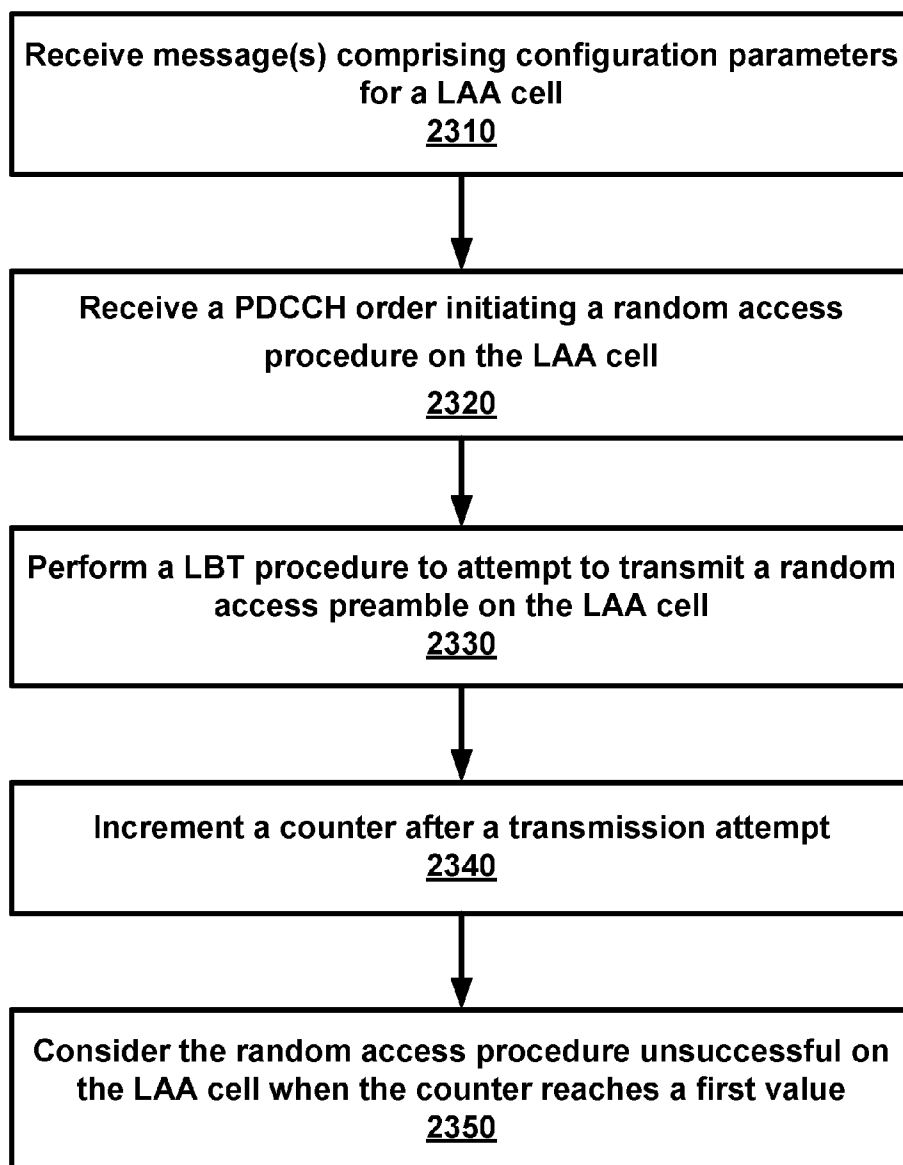 Receive message(s) comprising configuration parameters
for a LAA cell
2310
Receive a PDCCH order initiating a random access
procedure on the LAA cell
2320
Perform a LBT procedure to attempt to transmit a random
access preamble on the LAA cell
2330
Increment a counter after a transmission attempt
2340
Consider the random access procedure unsuccessful on
the LAA cell when the counter reaches a first value
2350